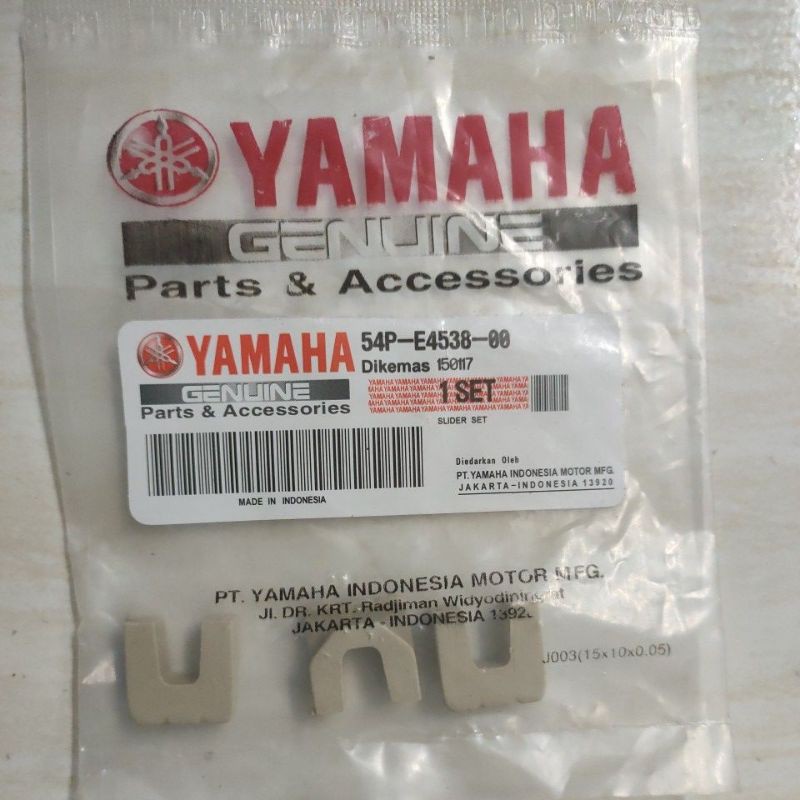 YAMAHA
GENUINE
Parts & Accessories
YAMAHA
GENUINE
Parts & Accessories
54P-E4538-00
Dikemas 150117
1 SET
SLIDER SET
MADE IN INDONESIA
Diedarkan Oleh
PT. YAMAHA INDONESIA MOTOR MFG.
JAKARTA-INDONESIA 13920
PT. YAMAHA INDONESIA MOTOR MFG.
Jl. DR. KRT. Radjiman Widyodiningrat
JAKARTA - INDONESIA 13920
J003(15x10x0.05)